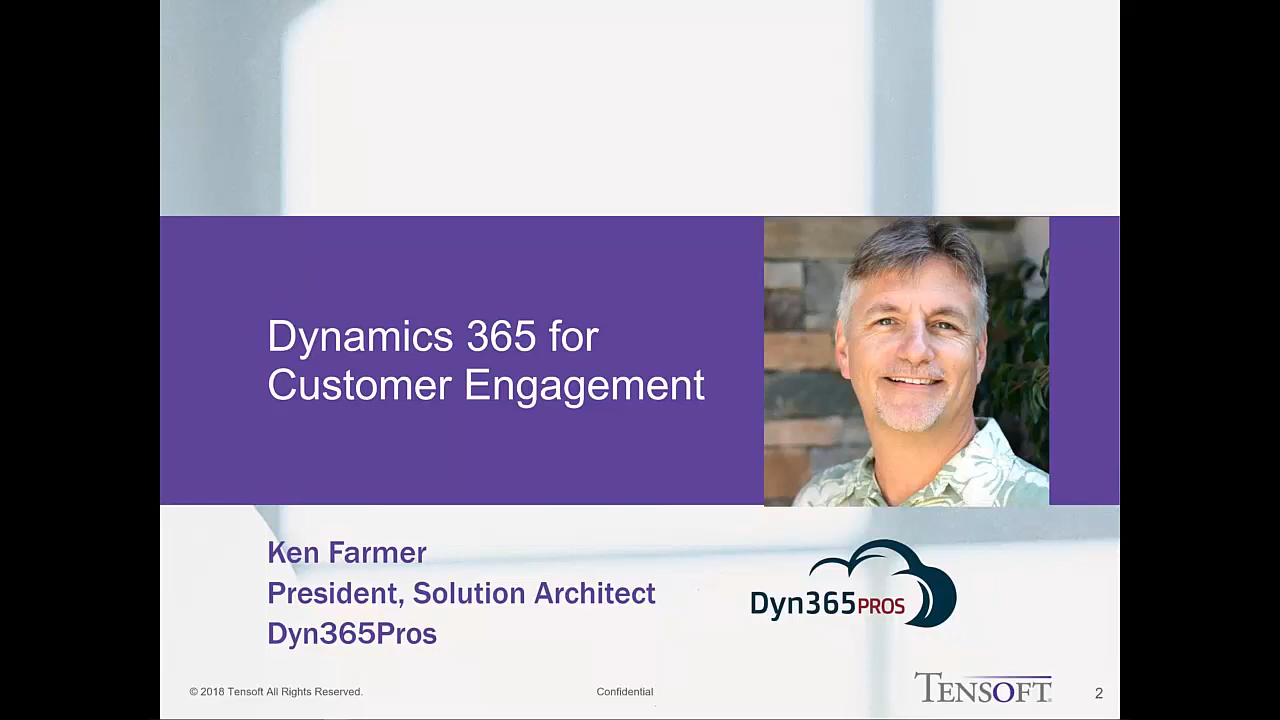 Dynamics 365 for
Customer Engagement
Ken Farmer
President, Solution Architect
Dyn365Pros
Dyn365PROS
© 2018 Tensoft All Rights Reserved.
Confidential
TENSOFT
2